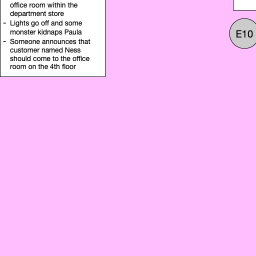 office room within the
department store
- Lights go off and some
monster kidnaps Paula
- Someone announces that
customer named Ness
should come to the office
room on the 4th floor
E10